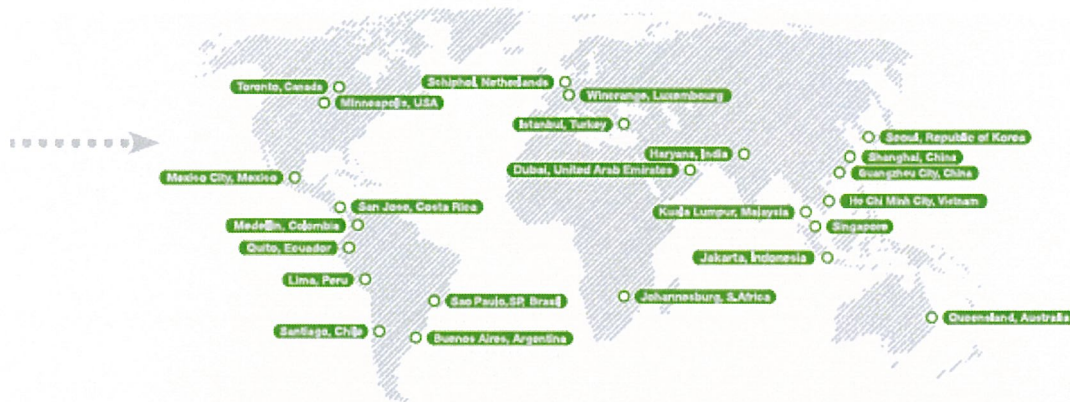 Toronto, Canada
Schiphol, Netherlands
Winerange, Luxembourg
Minneapolis, USA
Istanbul, Turkey
Seoul, Republic of Korea
Haryana, India
Shanghai, China
Dubai, United Arab Emirates
Guangzhou City, China
Mexico City, Mexico
Ho Chi Minh City, Vietnam
San Jose, Costa Rica
Kuala Lumpur, Malaysia
Medellin, Colombia
Singapore
Quito, Ecuador
Jakarta, Indonesia
Lima, Peru
Johannesburg, S.Africa
Sao Paulo,SP, Brasil
Queensland, Australia
Santiago, Chile
Buenos Aires, Argentina